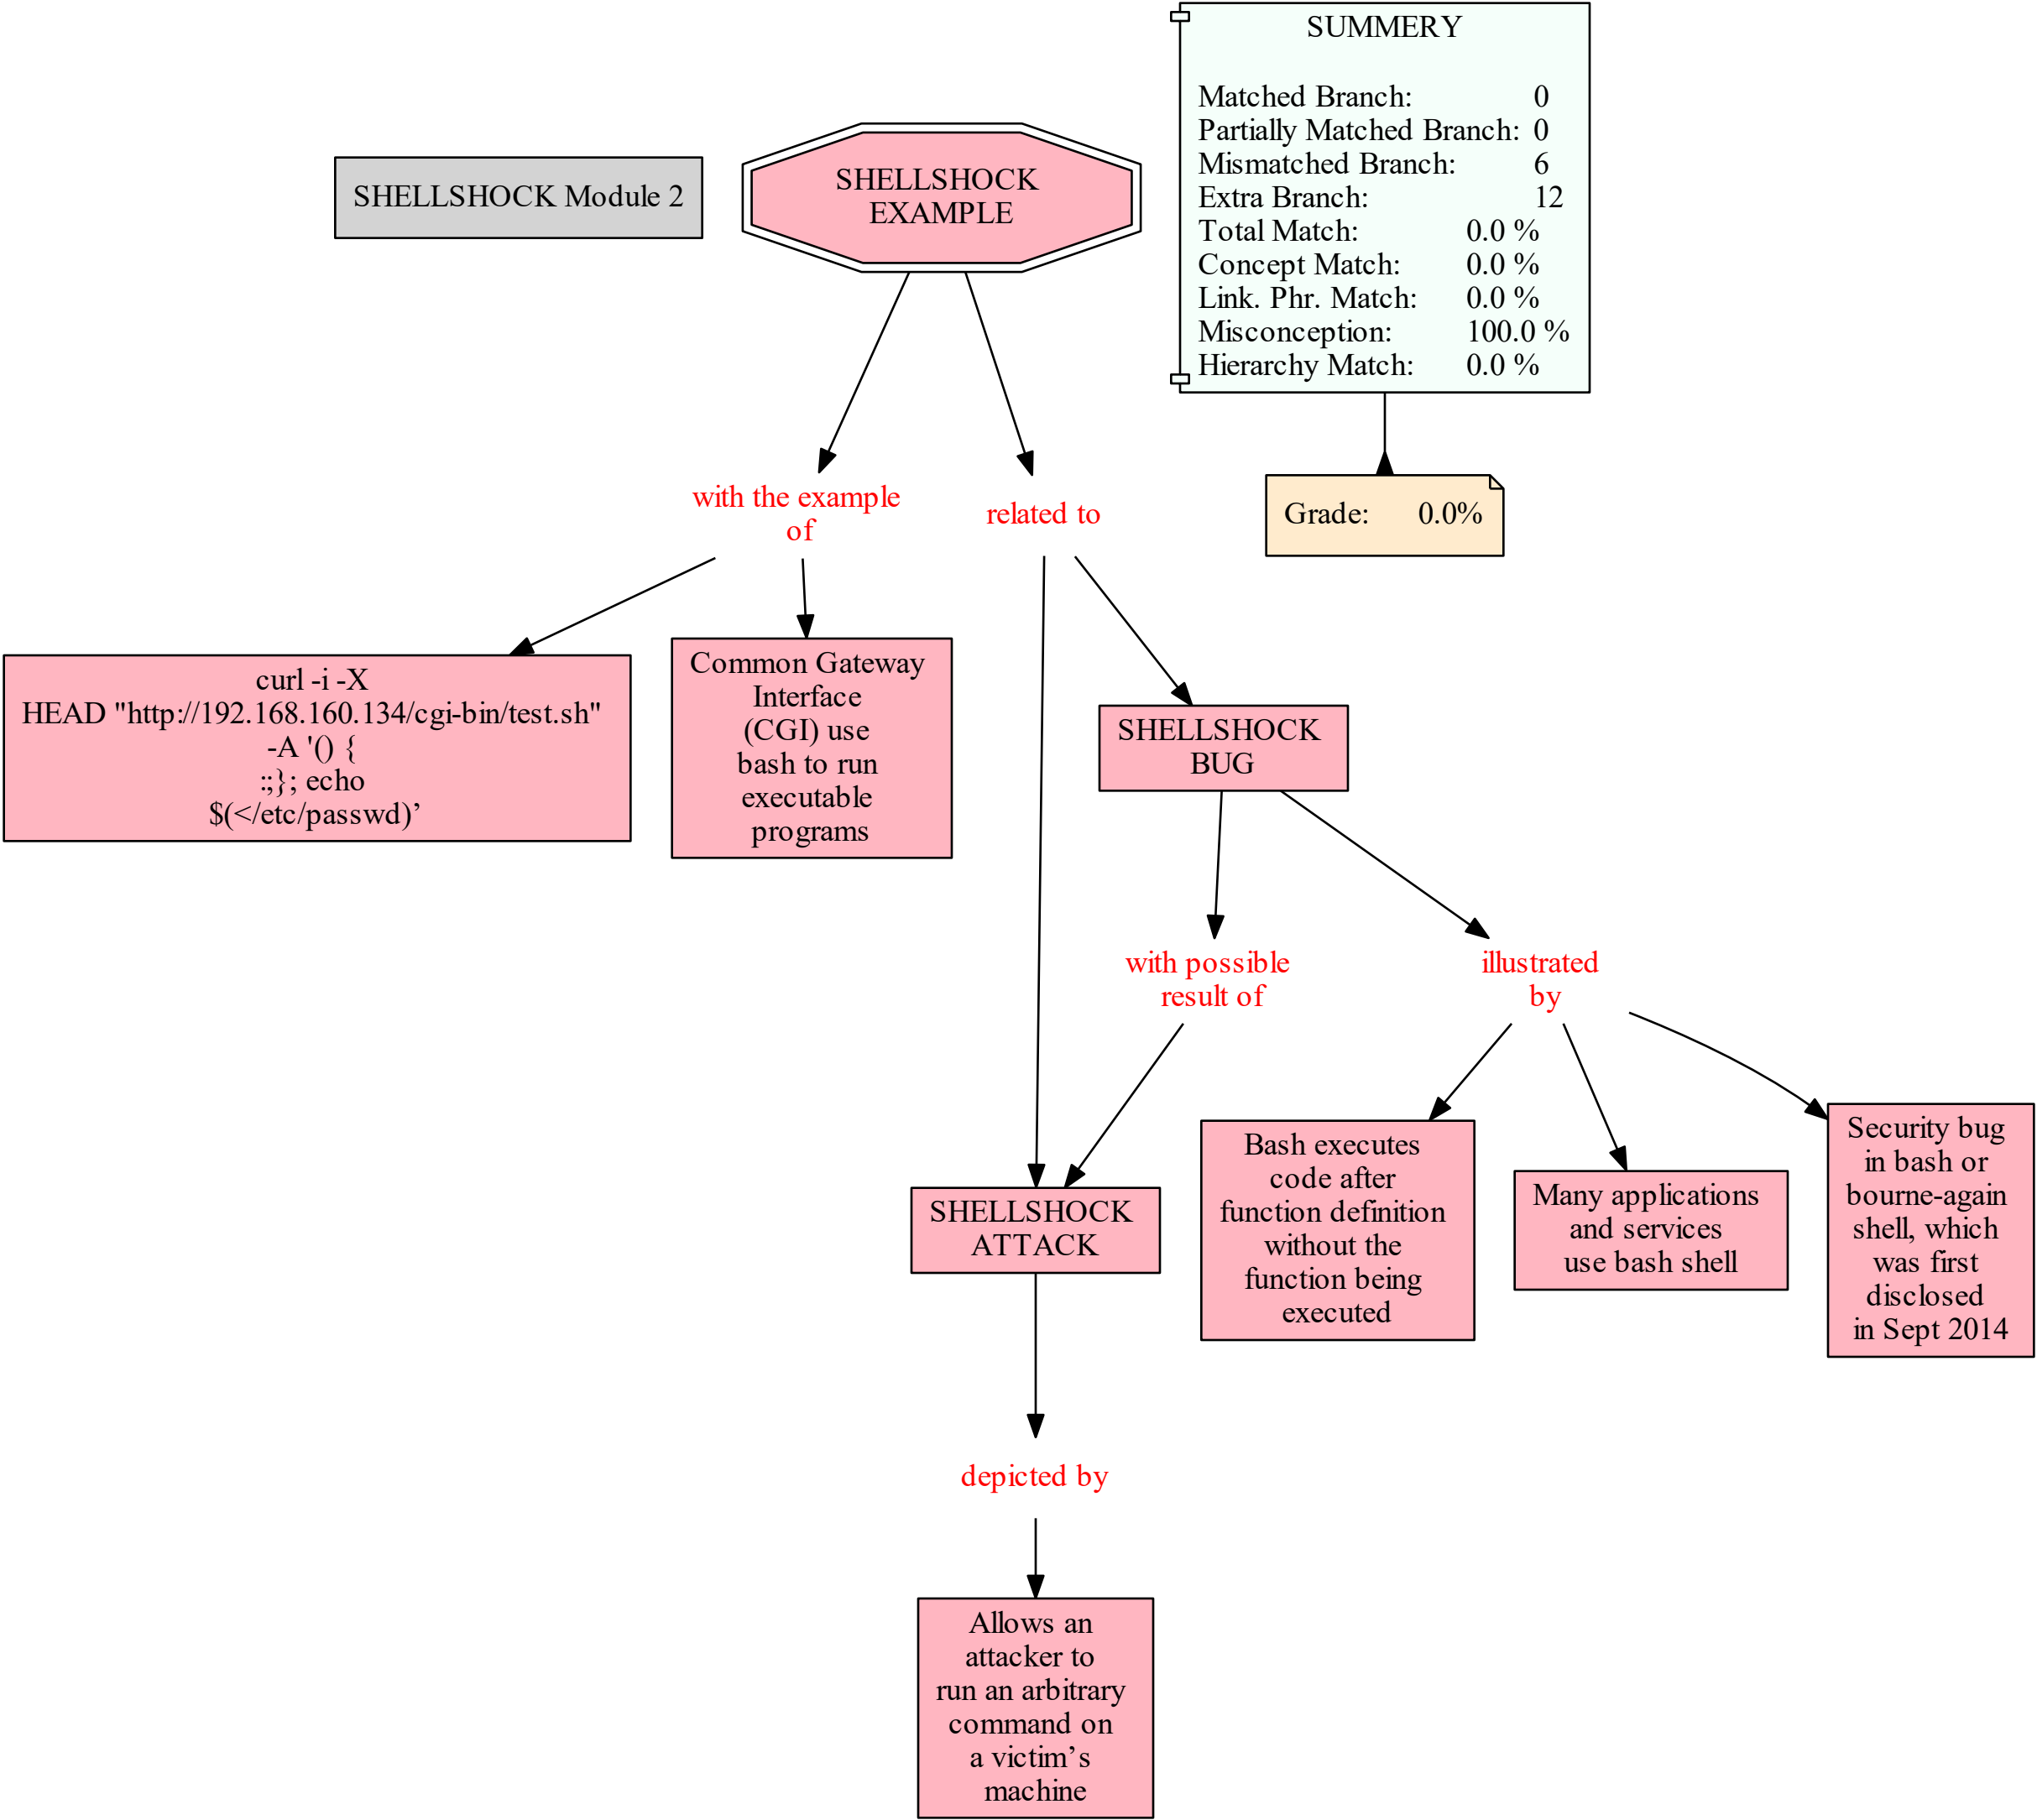 SUMMERY
Matched Branch: 0
Partially Matched Branch: 0
Mismatched Branch: 6
Extra Branch: 12
Total Match: 0.0 %
Concept Match: 0.0 %
Link. Phr. Match: 0.0 %
Misconception: 100.0 %
Hierarchy Match: 0.0 %
SHELLSHOCK Module 2
SHELLSHOCK
EXAMPLE
Grade: 0.0%
with the example
of
related to
curl -i -X
HEAD "http://192.168.160.134/cgi-bin/test.sh"
-A '() {
:;}; echo
$(</etc/passwd)’
Common Gateway
Interface
(CGI) use
bash to run
executable
programs
SHELLSHOCK
BUG
with possible
result of
illustrated
by
SHELLSHOCK
ATTACK
Bash executes
code after
function definition
without the
function being
executed
Many applications
and services
use bash shell
Security bug
in bash or
bourne-again
shell, which
was first
disclosed
in Sept 2014
depicted by
Allows an
attacker to
run an arbitrary
command on
a victim’s
machine